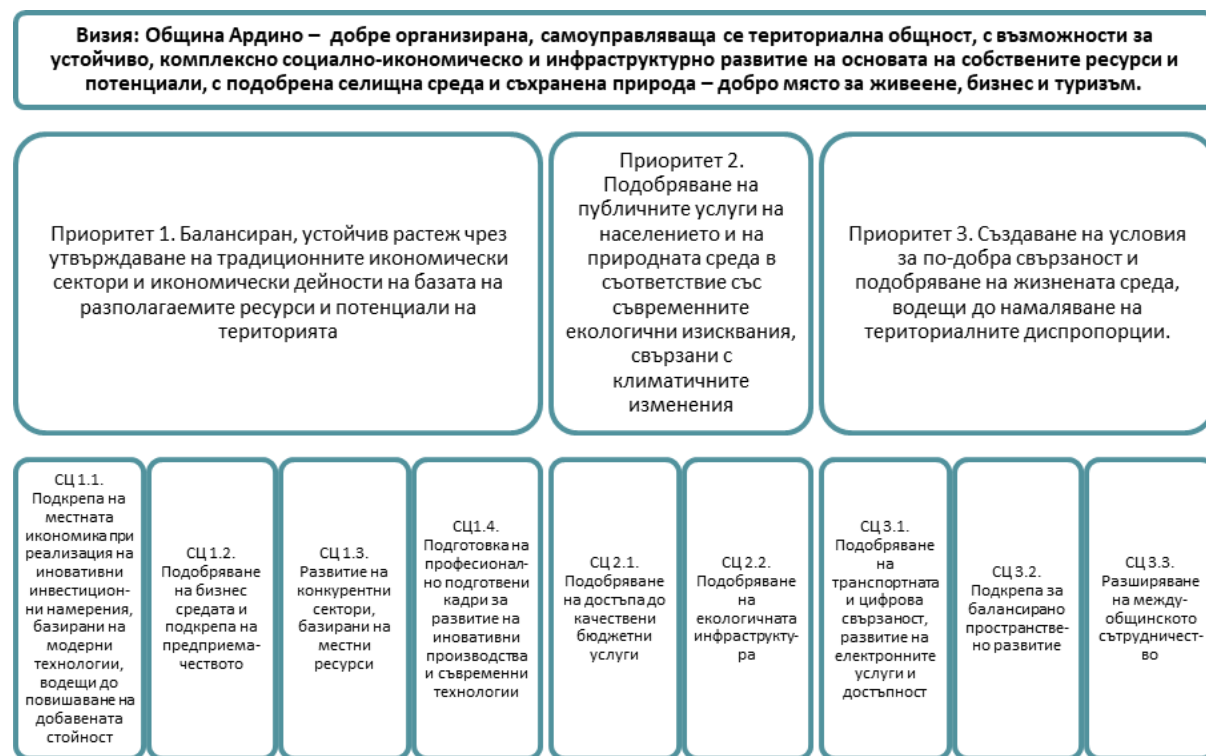 Визия: Община Ардино – добре организирана, самоуправляваща се териториална общност, с възможности за
устойчиво, комплексно социално-икономическо и инфраструктурно развитие на основата на собствените ресурси и
потенциали, с подобрена селищна среда и съхранена природа – добро място за живеене, бизнес и туризъм.
Приоритет 1. Балансиран, устойчив растеж чрез
утвърждаване на традиционните икономически
сектори и икономически дейности на базата на
разполагаемите ресурси и потенциали на
територията
Приоритет 2.
Подобряване на
публичните услуги на
населението и на
природната среда в
съответствие със
съвременните
екологични изисквания,
свързани с
климатичните
изменения
Приоритет 3. Създаване на условия
за по-добра свързаност и
подобряване на жизнената среда,
водещи до намаляване на
териториалните диспропорции.
СЦ 1.1.
Подкрепа на
местната
икономика при
реализация на
иновативни
инвестицион-
ни намерения,
базирани на
модерни
технологии,
водещи до
повишаване на
добавената
стойност
СЦ 1.2.
Подобряване
на бизнес
средата и
подкрепа на
предприема-
чеството
СЦ 1.3.
Развитие на
конкурентни
сектори,
базирани на
местни
ресурси
СЦ1.4.
Подготовка на
професионал-
но подготвени
кадри за
развитие на
иновативни
производства
и съвременни
технологии
СЦ 2.1.
Подобряване
на достъпа до
качествени
бюджетни
услуги
СЦ 2.2.
Подобряване
на
екологичната
инфраструкту-
ра
СЦ 3.1.
Подобряване
на
транспортната
и цифрова
свързаност,
развитие на
електронните
услуги и
достъпност
СЦ 3.2.
Подкрепа за
балансирано
пространстве-
но развитие
СЦ 3.3.
Разширяване
на между-
общинското
сътрудничест-
во